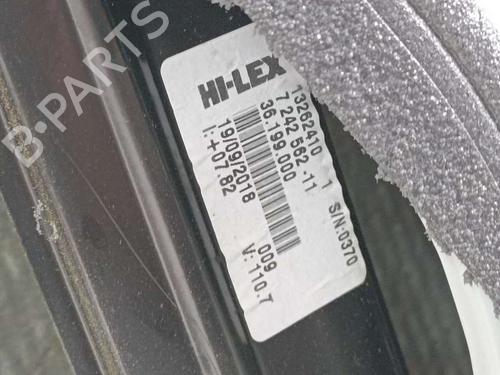 B-PARTS
HI-LEX
13262410 1 S/N:0370
7 242 562 .11
36.199.000
19/09/2018 009
I:+07.82 V:110.7